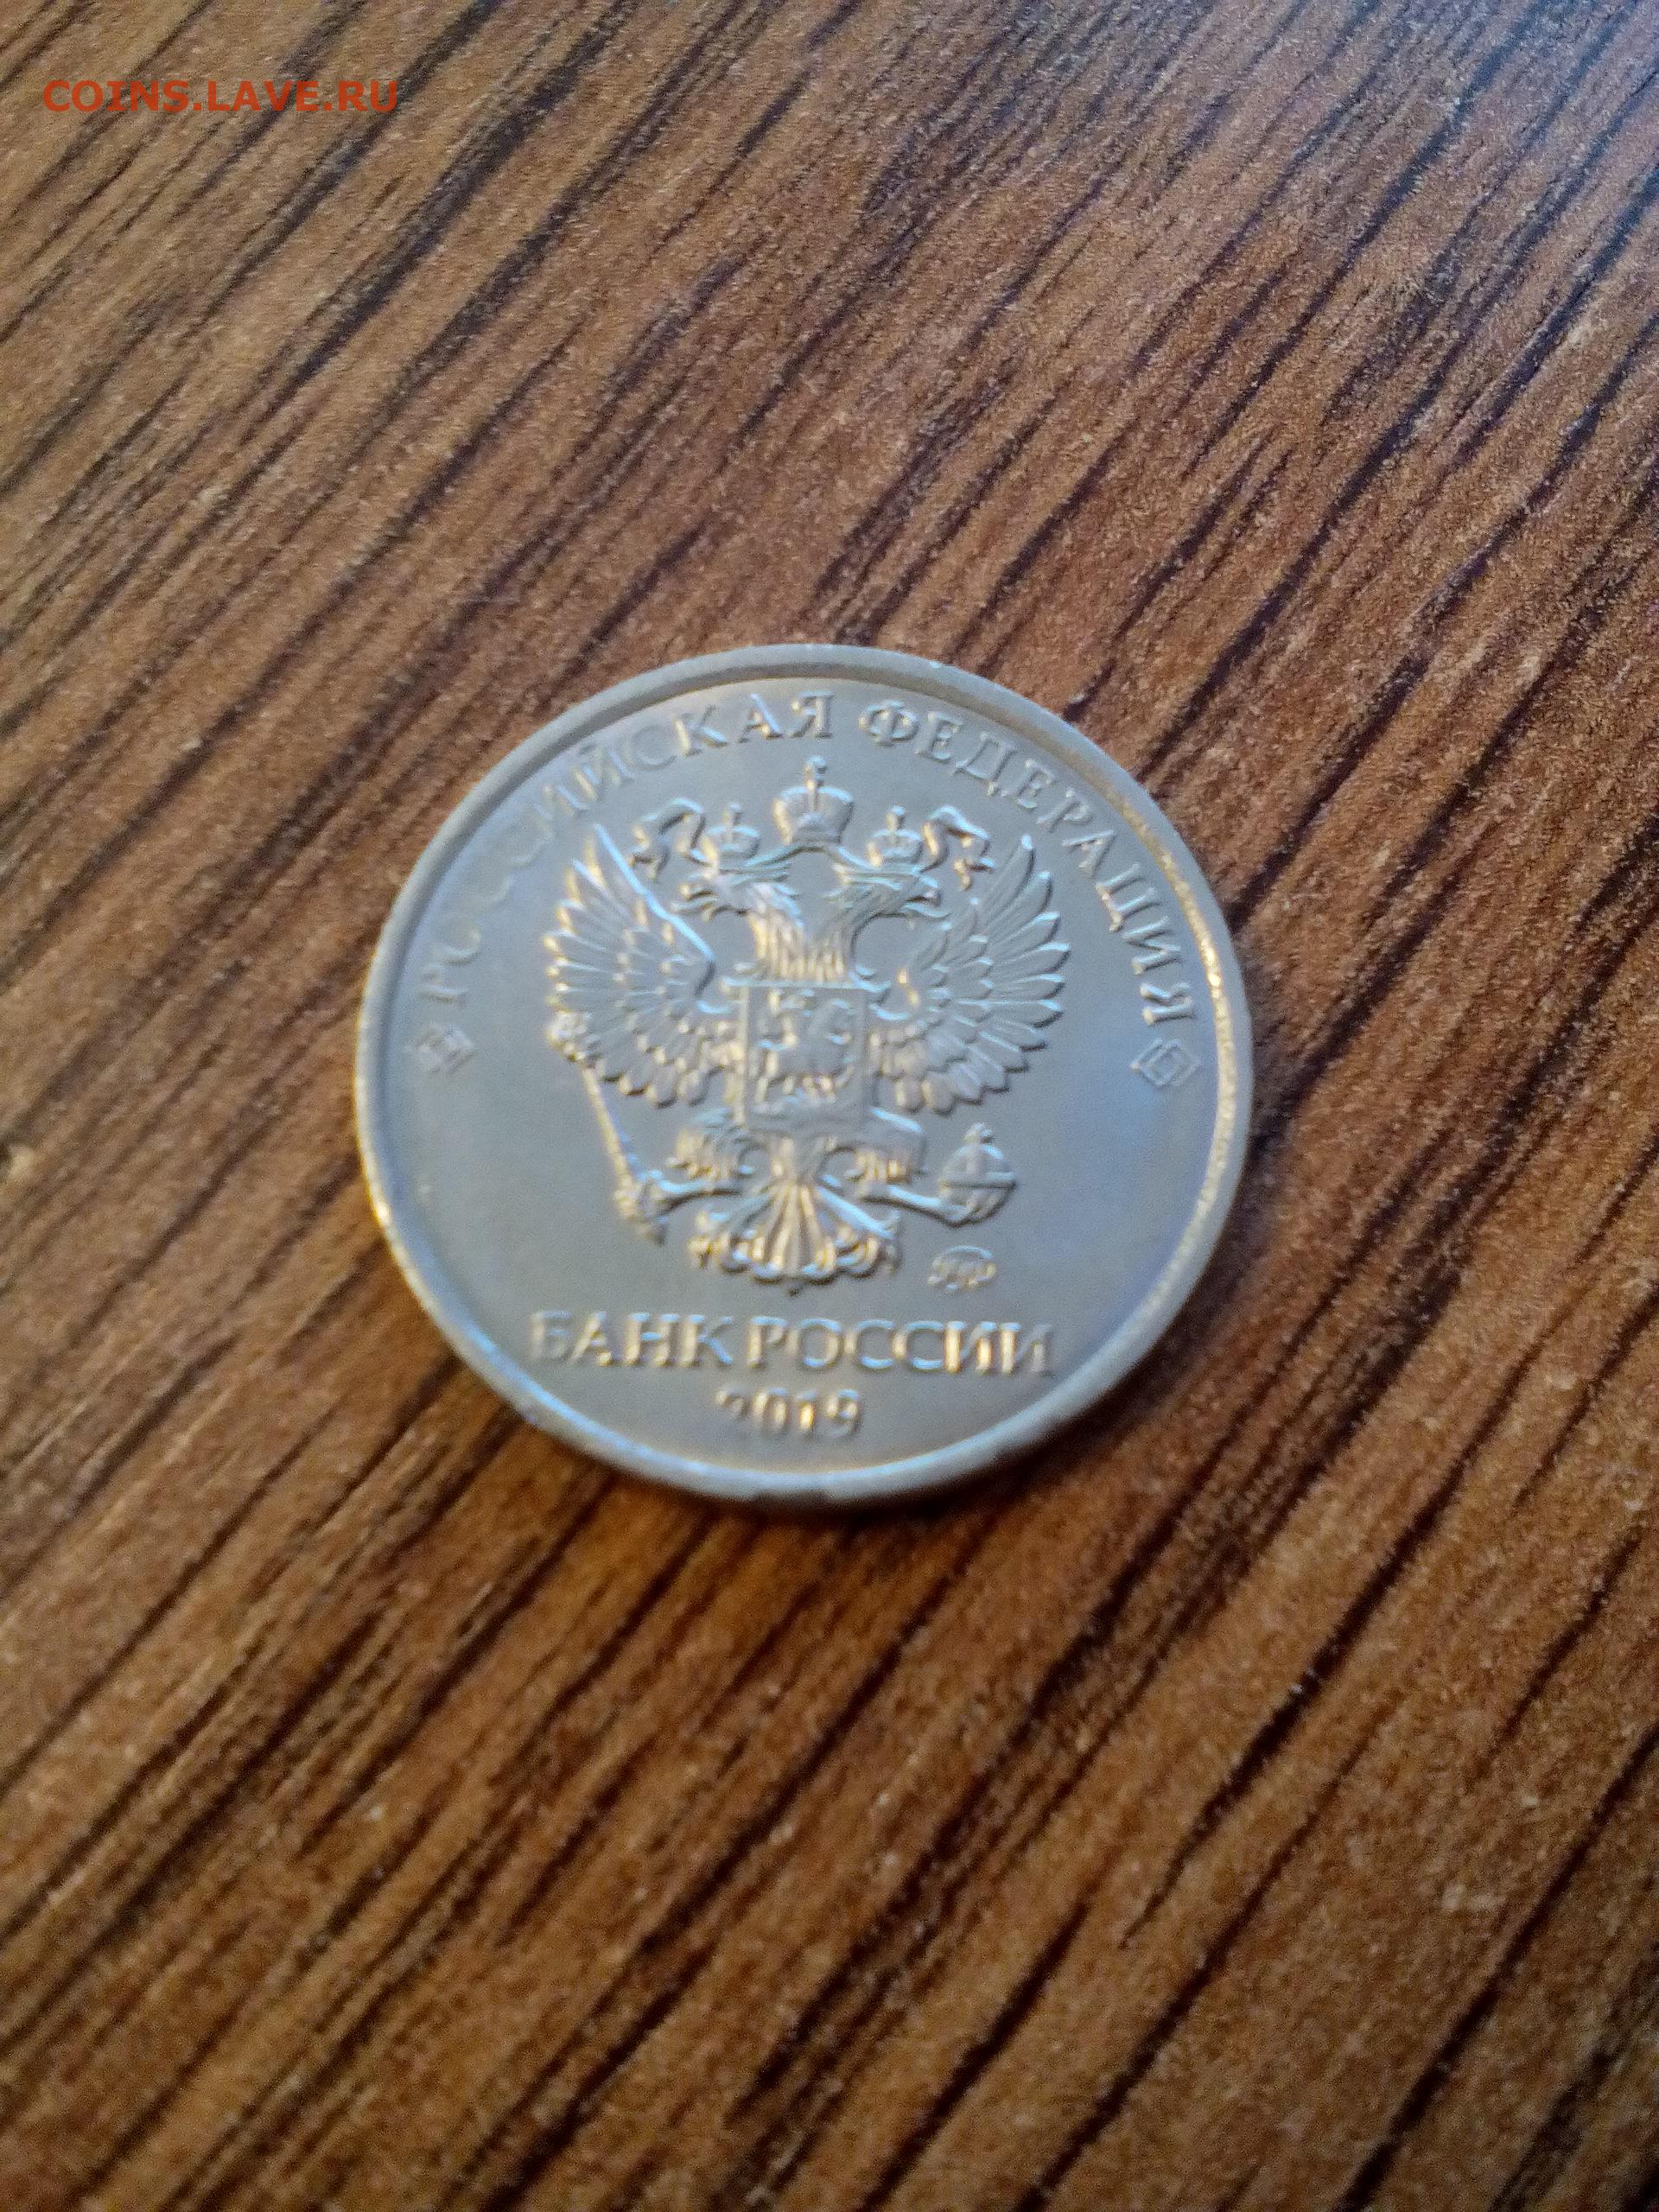 COINS.LAVE.RU
РОССИЙСКАЯ ФЕДЕРАЦИЯ
БАНК РОССИИ
2019